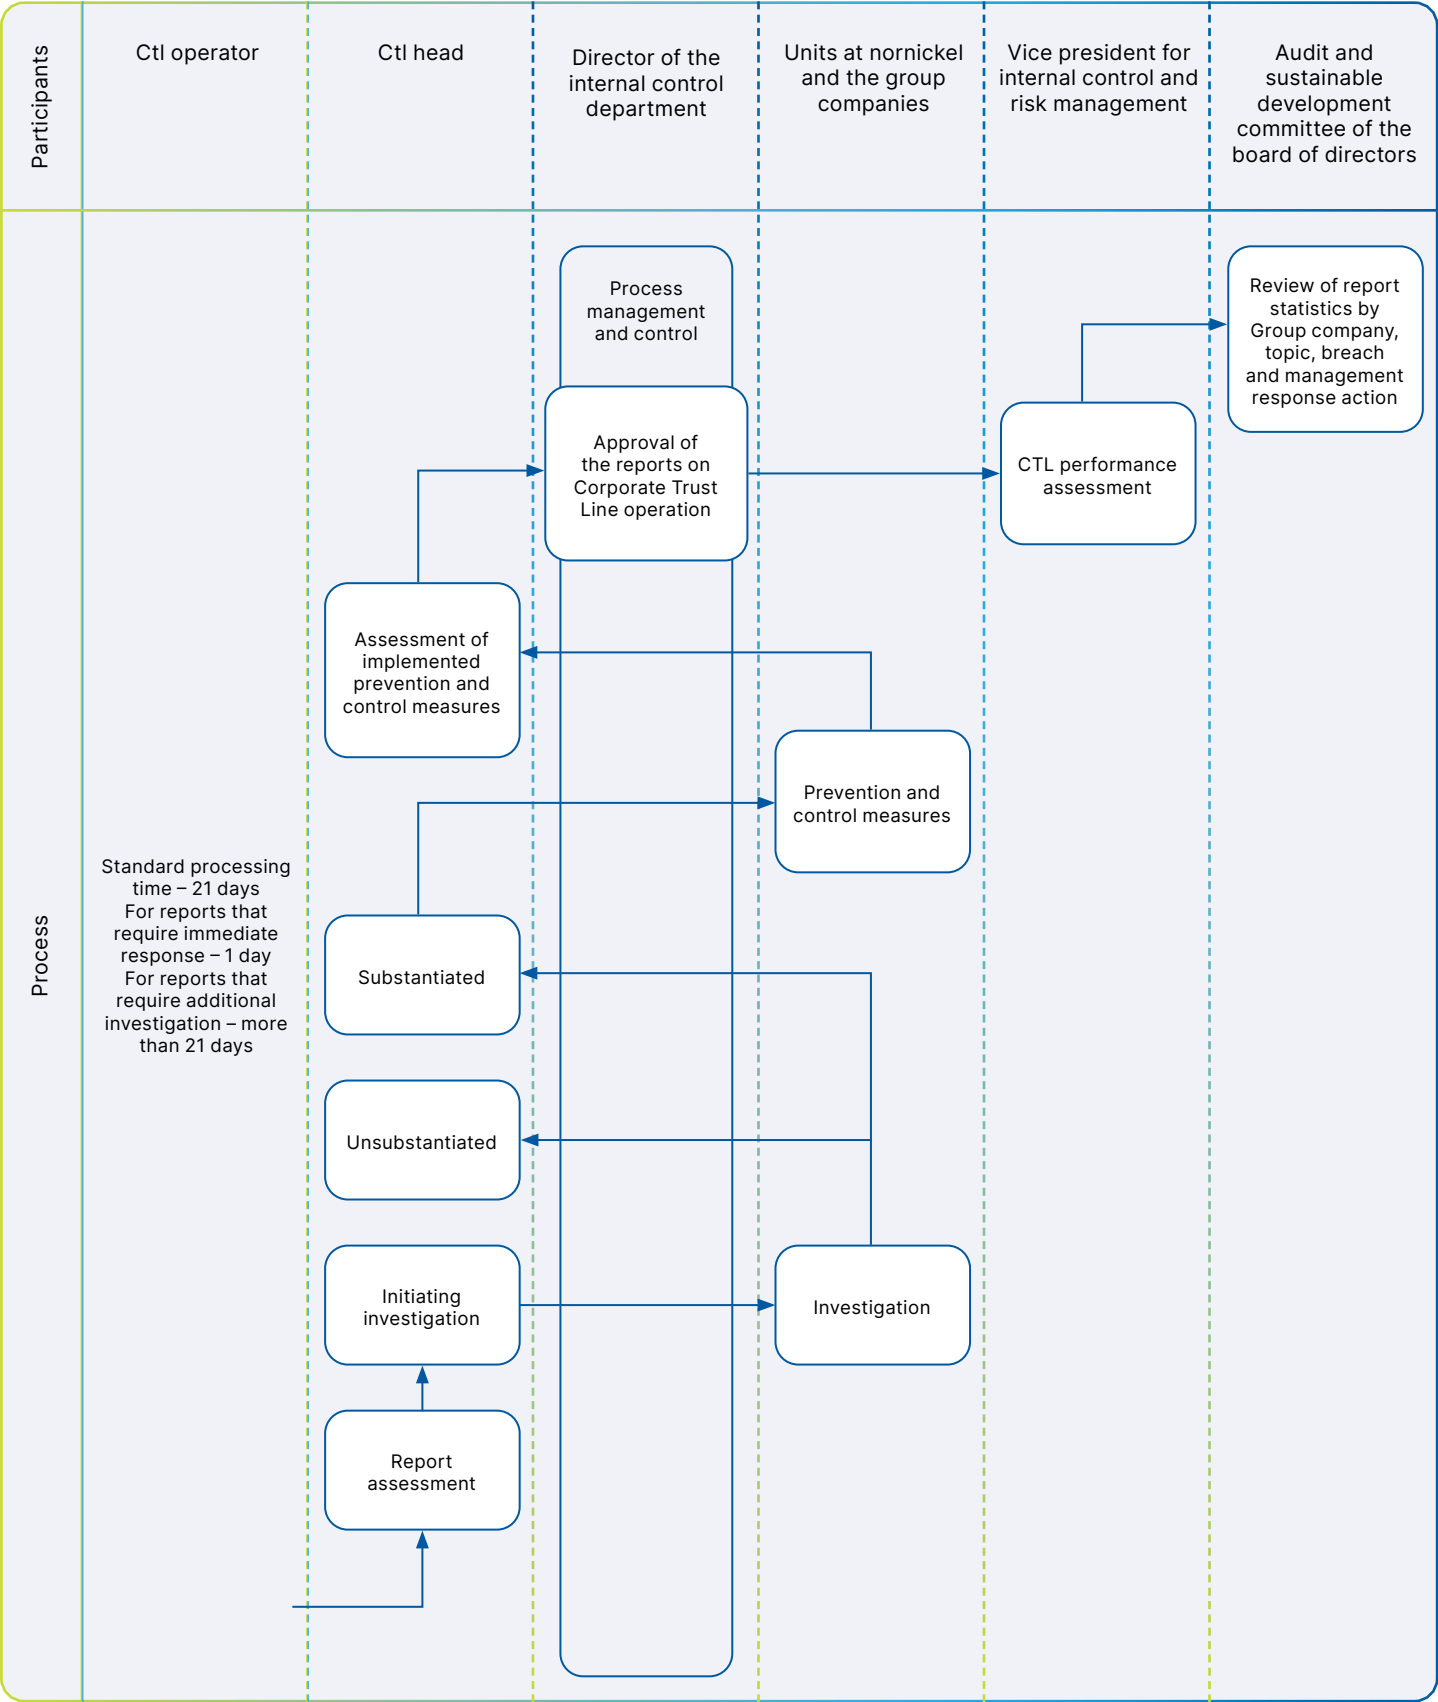 Participants
Ctl operator
Ctl head
Director of the
internal control
department
Units at nornickel
and the group
companies
Vice president for
internal control and
risk management
Audit and
sustainable
development
committee of the
board of directors
Process
Standard processing
time – 21 days
For reports that
require immediate
response – 1 day
For reports that
require additional
investigation – more
than 21 days
Process
management
and control
Review of report
statistics by
Group company,
topic, breach
and management
response action
Approval of
the reports on
Corporate Trust
Line operation
CTL performance
assessment
Assessment of
implemented
prevention and
control measures
Prevention and
control measures
Substantiated
Unsubstantiated
Initiating
investigation
Investigation
Report
assessment